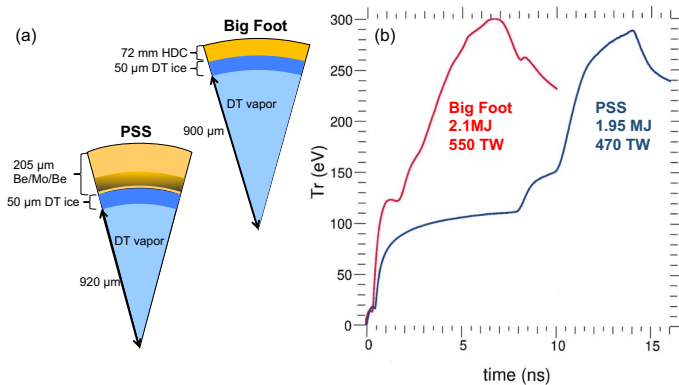 (a)
Big Foot
72 mm HDC
50 µm DT ice
DT vapor
900 µm
PSS
205 µm
Be/Mo/Be
50 µm DT ice
DT vapor
920 µm
(b)
300
250
200
150
100
50
0
Tr (eV)
Big Foot
2.1MJ
550 TW
PSS
1.95 MJ
470 TW
0
5
10
15
time (ns)